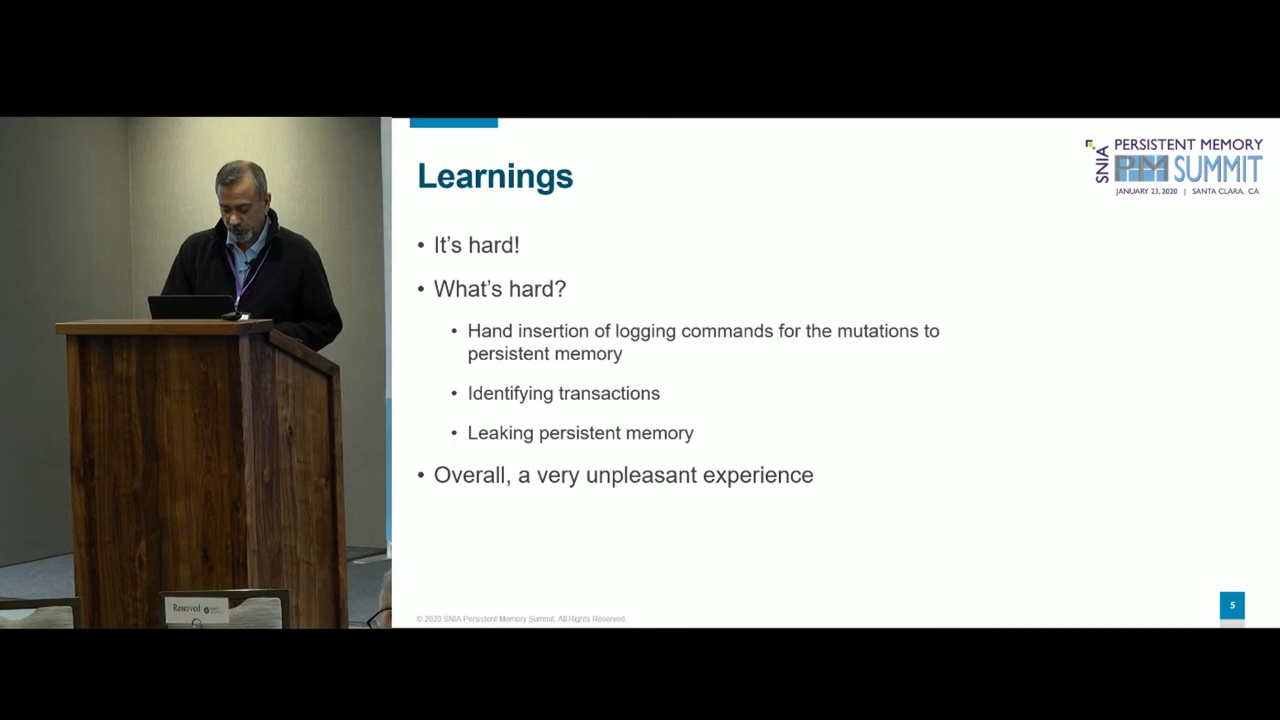 Learnings
SNIA
PERSISTENT MEMORY
PM SUMMIT
JANUARY 23, 2020 | SANTA CLARA, CA
• It's hard!
• What's hard?
• Hand insertion of logging commands for the mutations to
persistent memory
• Identifying transactions
• Leaking persistent memory
• Overall, a very unpleasant experience
Reserved
© 2020 SNIA Persistent Memory Summit. All Rights Reserved.
5